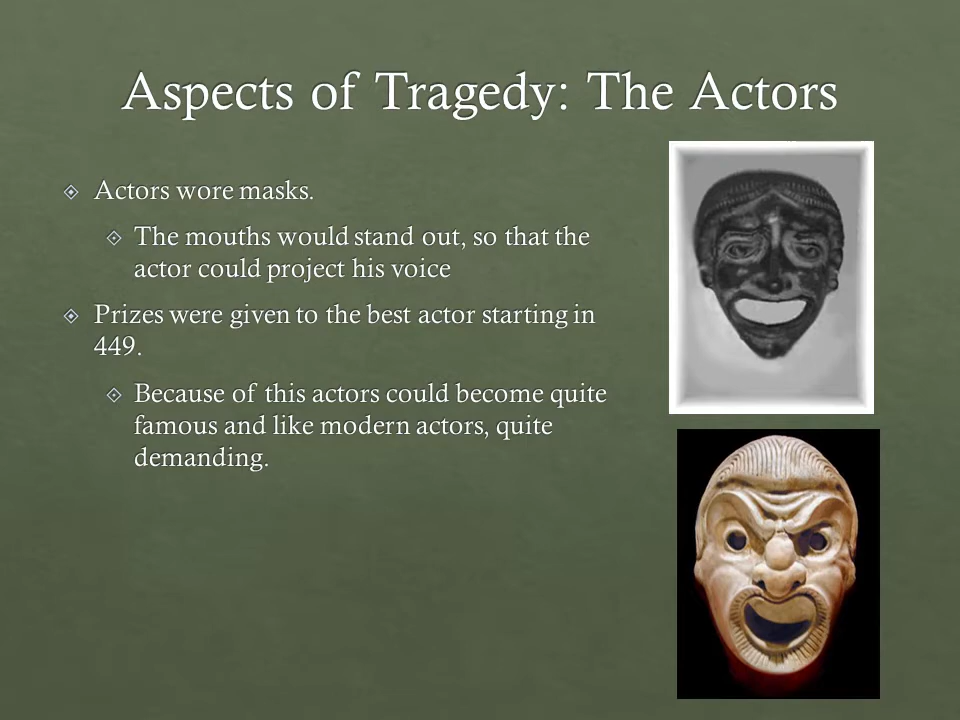 Aspects of Tragedy: The Actors
Actors wore masks.
The mouths would stand out, so that the
actor could project his voice
Prizes were given to the best actor starting in
449.
Because of this actors could become quite
famous and like modern actors, quite
demanding.